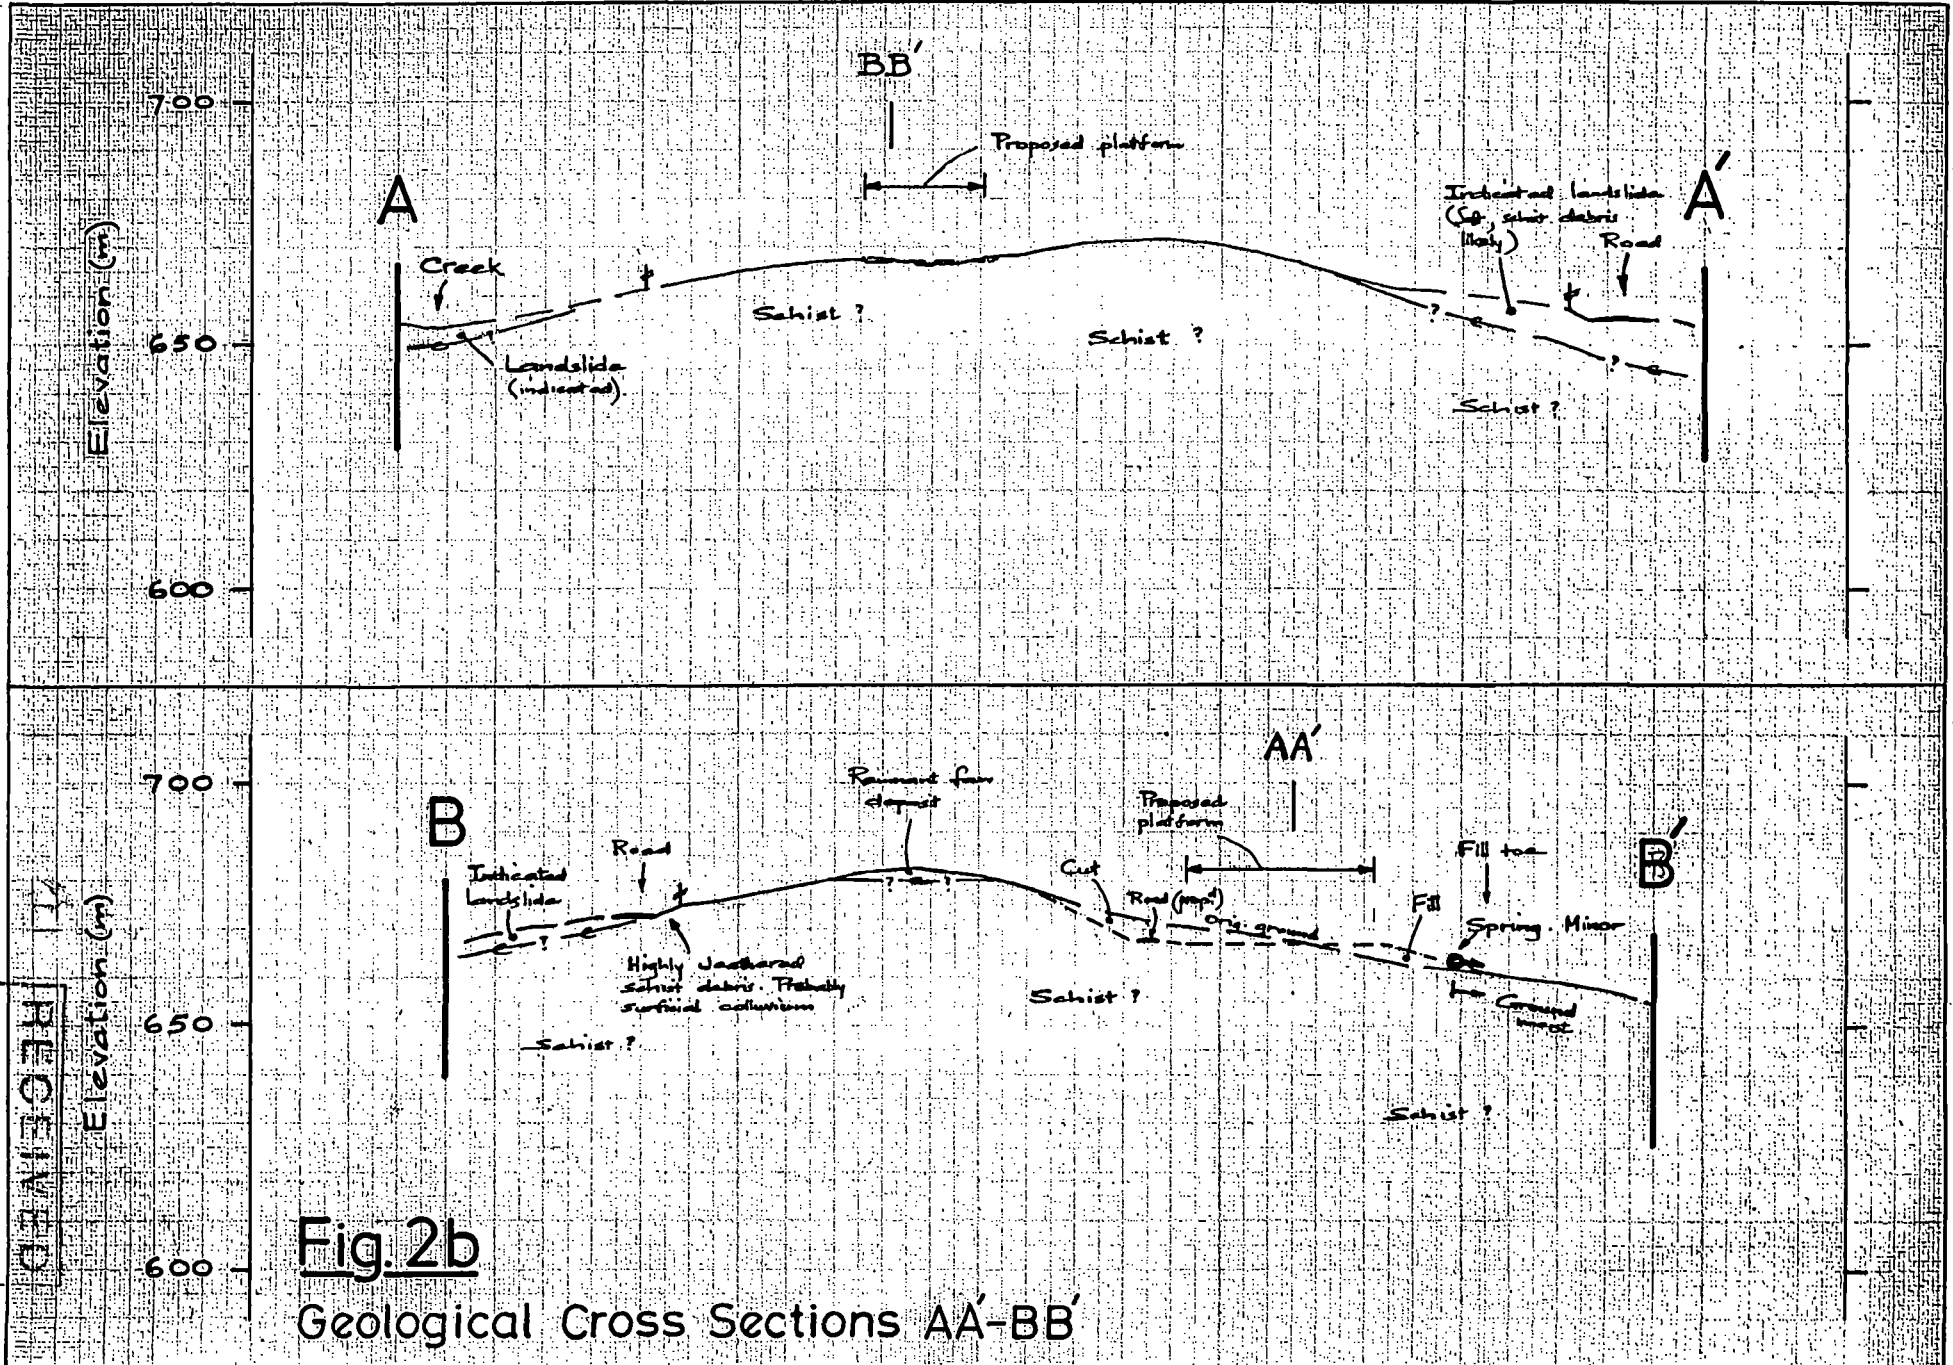 BB'
700
Proposed platform
A
A'
Indicated landslide
(Soft, schist debris
likely)
Road
Creek
Elevation (m)
Schist ?
650
Schist ?
Landslide
(indicated)
Schist ?
600
AA'
700
Remnant fan
deposit
Proposed
platform
B
B'
Road
Fill toe
Indicated
Landslide
Cut
Road (prop'd)
Orig. ground
Fill
Spring. Minor
Elevation (m)
Highly weathered
schist debris. Probably
surficial colluvium
Schist ?
Ground
moist
650
Schist ?
Schist ?
RECEIVED
600
Fig. 2b
Geological Cross Sections AA'-BB'